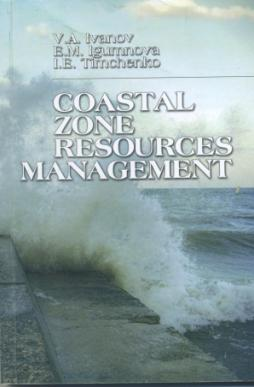 V.A. Ivanov
E.M. Igumnova
I.E. Timchenko
COASTAL
ZONE
RESOURCES
MANAGEMENT